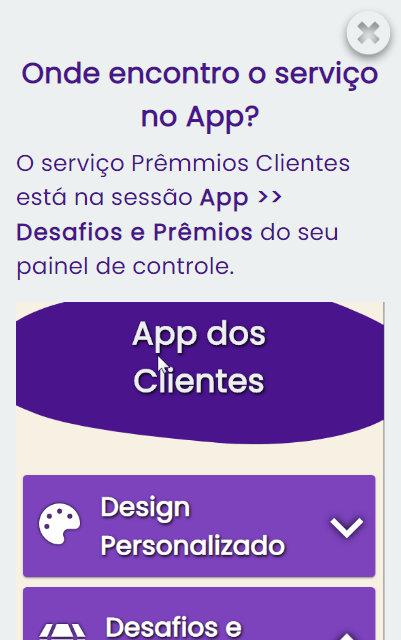 Onde encontro o serviço
no App?
O serviço Prêmmios Clientes
está na sessão App >>
Desafios e Prêmios do seu
painel de controle.
App dos
Clientes
Design
Personalizado
Desafios e